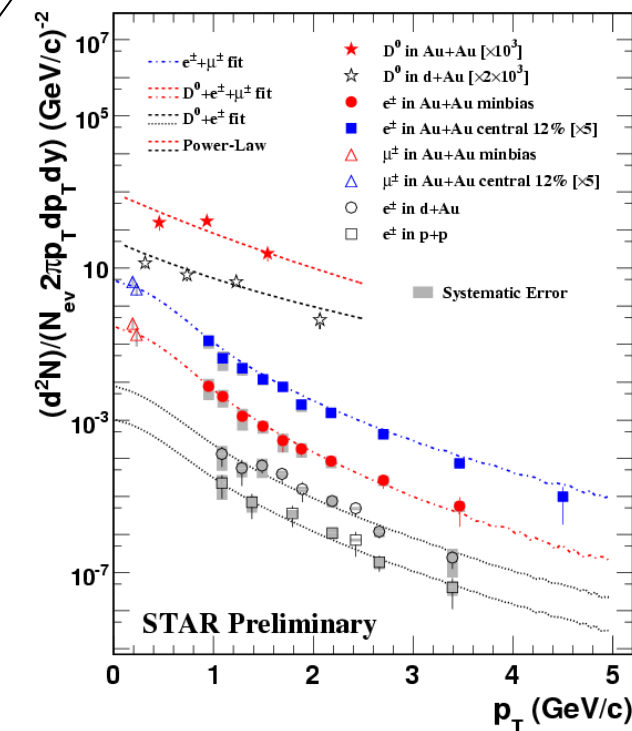 (d²N)/(N_ev 2πp_T dp_T dy) (GeV/c)⁻²
10⁷
10⁵
10
10⁻³
10⁻⁷
e±+μ± fit
D⁰+e±+μ± fit
D⁰+e± fit
Power-Law
D⁰ in Au+Au [×10³]
D⁰ in d+Au [×2×10³]
e± in Au+Au minbias
e± in Au+Au central 12% [×5]
μ± in Au+Au minbias
μ± in Au+Au central 12% [×5]
e± in d+Au
e± in p+p
Systematic Error
STAR Preliminary
0 1 2 3 4 5
p_T (GeV/c)